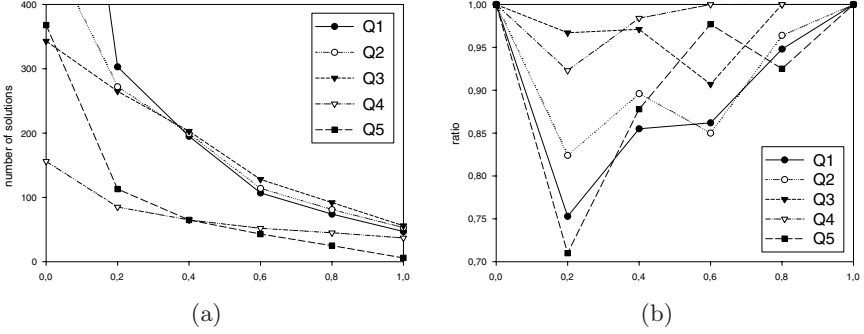 400
300
200
100
0
number of solutions
0,0 0,2 0,4 0,6 0,8 1,0
Q1
Q2
Q3
Q4
Q5
(a)
1,00
0,95
0,90
0,85
0,80
0,75
0,70
ratio
0,0 0,2 0,4 0,6 0,8 1,0
Q1
Q2
Q3
Q4
Q5
(b)